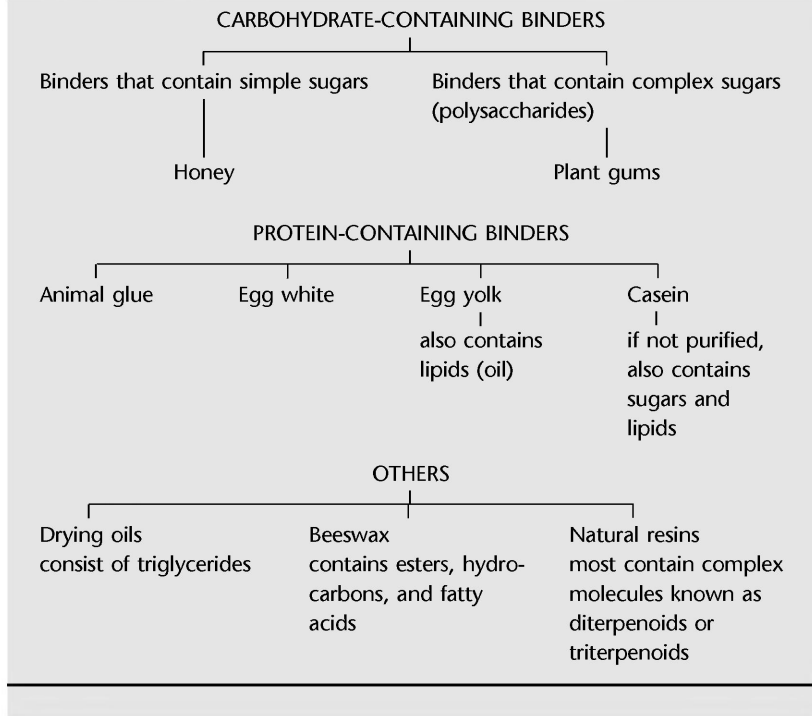 CARBOHYDRATE-CONTAINING BINDERS
Binders that contain simple sugars
Binders that contain complex sugars
(polysaccharides)
Honey
Plant gums
PROTEIN-CONTAINING BINDERS
Animal glue
Egg white
Egg yolk
also contains
lipids (oil)
Casein
if not purified,
also contains
sugars and
lipids
OTHERS
Drying oils
consist of triglycerides
Beeswax
contains esters, hydro-
carbons, and fatty
acids
Natural resins
most contain complex
molecules known as
diterpenoids or
triterpenoids